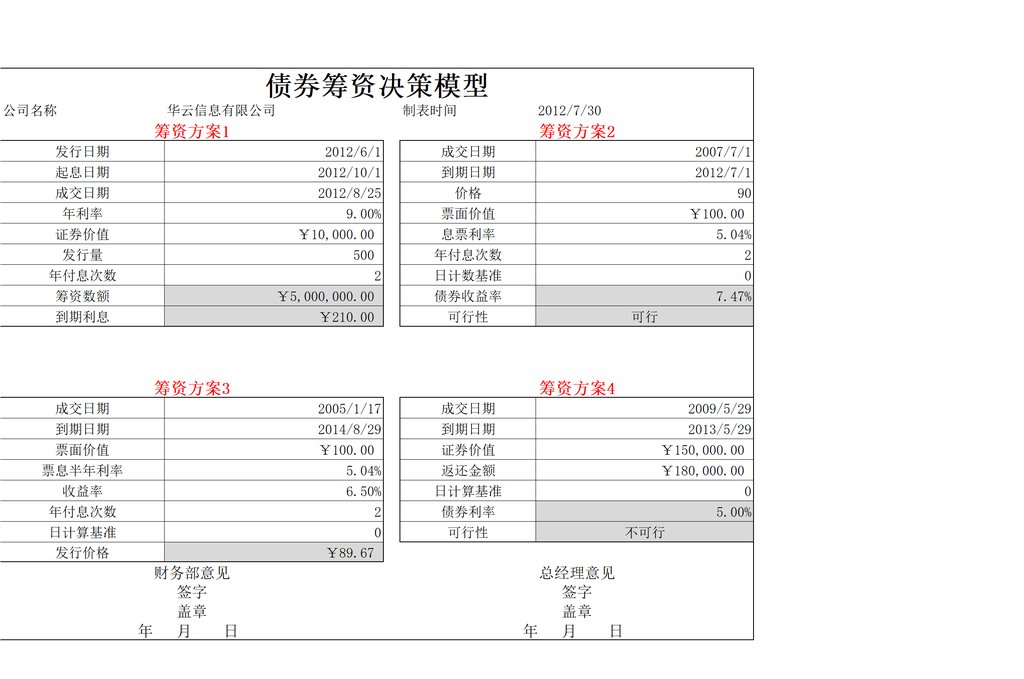 债券筹资决策模型
公司名称 华云信息有限公司 制表时间 2012/7/30
筹资方案1 筹资方案2
发行日期 2012/6/1 成交日期 2007/7/1
起息日期 2012/10/1 到期日期 2012/7/1
成交日期 2012/8/25 价格 90
年利率 9.00% 票面价值 ￥100.00
证券价值 ￥10,000.00 息票利率 5.04%
发行量 500 年付息次数 2
年付息次数 2 日计数基准 0
筹资数额 ￥5,000,000.00 债券收益率 7.47%
到期利息 ￥210.00 可行性 可行
筹资方案3 筹资方案4
成交日期 2005/1/17 成交日期 2009/5/29
到期日期 2014/8/29 到期日期 2013/5/29
票面价值 ￥100.00 证券价值 ￥150,000.00
票息半年利率 5.04% 返还金额 ￥180,000.00
收益率 6.50% 日计算基准 0
年付息次数 2 债券利率 5.00%
日计算基准 0 可行性 不可行
发行价格 ￥89.67
财务部意见 总经理意见
签字 签字
盖章 盖章
年 月 日 年 月 日